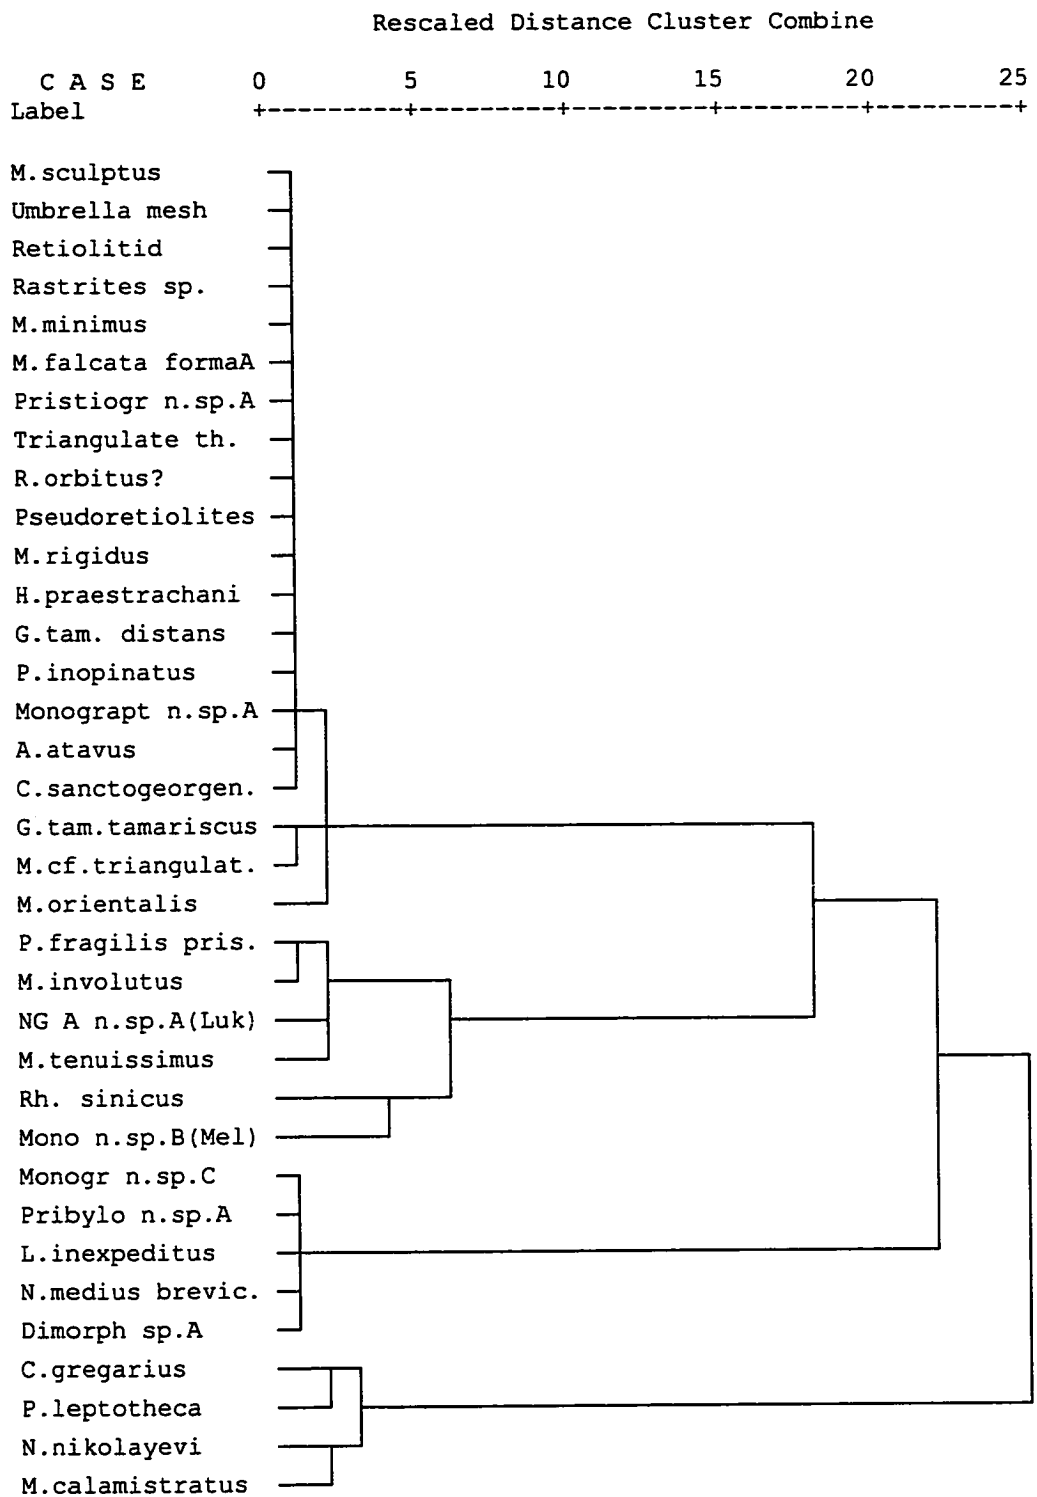 Rescaled Distance Cluster Combine
C A S E 0 5 10 15 20 25
Label +---------+---------+---------+---------+---------+
M.sculptus
Umbrella mesh
Retiolitid
Rastrites sp.
M.minimus
M.falcata formaA
Pristiogr n.sp.A
Triangulate th.
R.orbitus?
Pseudoretiolites
M.rigidus
H.praestrachani
G.tam. distans
P.inopinatus
Monograpt n.sp.A
A.atavus
C.sanctogeorgen.
G.tam.tamariscus
M.cf.triangulat.
M.orientalis
P.fragilis pris.
M.involutus
NG A n.sp.A(Luk)
M.tenuissimus
Rh. sinicus
Mono n.sp.B(Mel)
Monogr n.sp.C
Pribylo n.sp.A
L.inexpeditus
N.medius brevic.
Dimorph sp.A
C.gregarius
P.leptotheca
N.nikolayevi
M.calamistratus